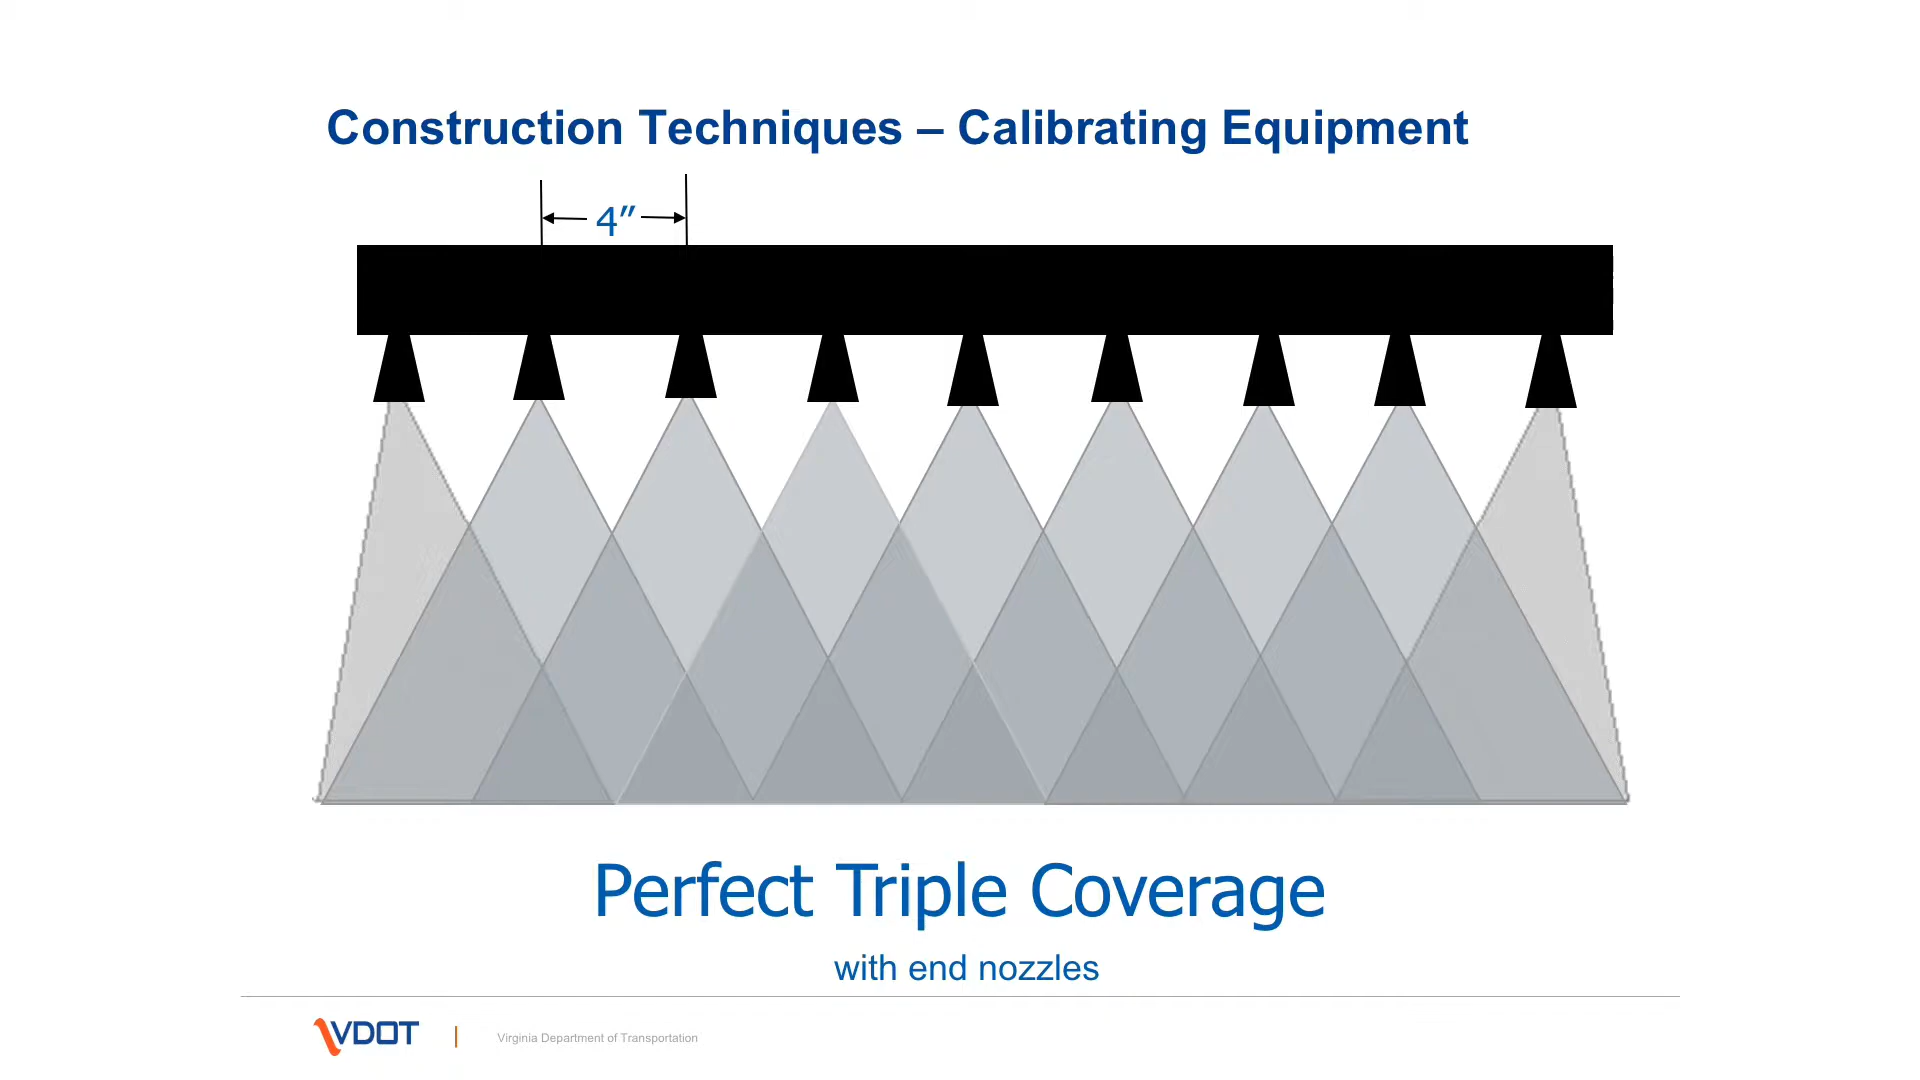 Construction Techniques – Calibrating Equipment
4”
Perfect Triple Coverage
with end nozzles
VDOT
Virginia Department of Transportation